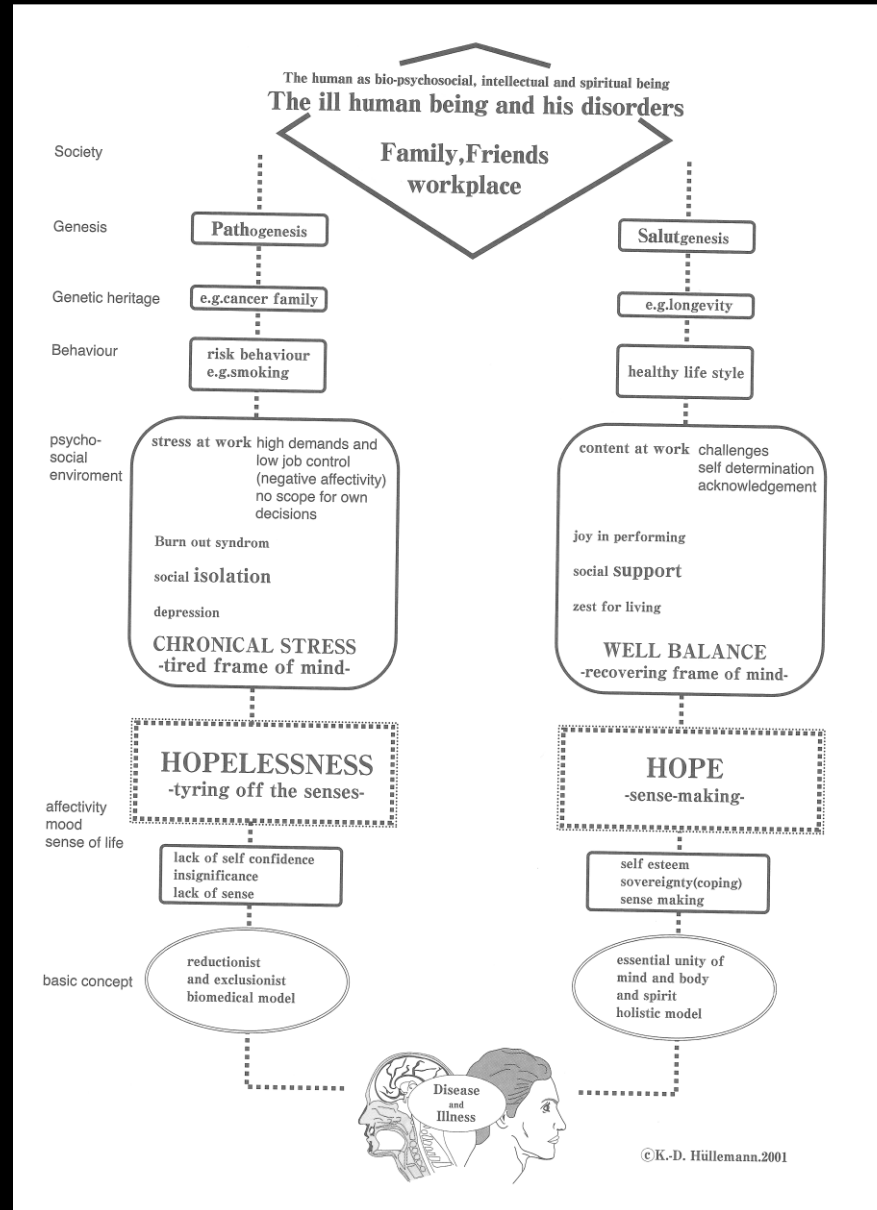 The human as bio-psychosocial, intellectual and spiritual being
The ill human being and his disorders
Family,Friends
workplace
Society
Genesis
Pathogenesis
Salutgenesis
Genetic heritage
e.g.cancer family
e.g.longevity
Behaviour
risk behaviour
e.g.smoking
healthy life style
psycho-
social
enviroment
stress at work high demands and
low job control
(negative affectivity)
no scope for own
decisions
Burn out syndrom
social isolation
depression
CHRONICAL STRESS
-tired frame of mind-
content at work challenges
self determination
acknowledgement
joy in performing
social support
zest for living
WELL BALANCE
-recovering frame of mind-
HOPELESSNESS
-tyring off the senses-
HOPE
-sense-making-
affectivity
mood
sense of life
lack of self confidence
insignificance
lack of sense
self esteem
sovereignty(coping)
sense making
basic concept
reductionist
and exclusionist
biomedical model
essential unity of
mind and body
and spirit
holistic model
Disease
and
Illness
©K.-D. Hüllemann.2001